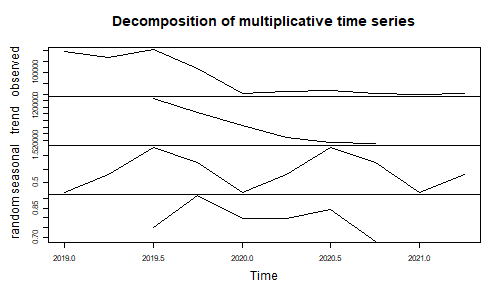 Decomposition of multiplicative time series
observed
100000
trend
120000
seasonal
1.5
0.5
random
0.85
0.70
2019.0 2019.5 2020.0 2020.5 2021.0
Time